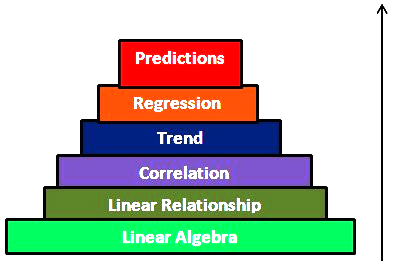 Predictions
Regression
Trend
Correlation
Linear Relationship
Linear Algebra